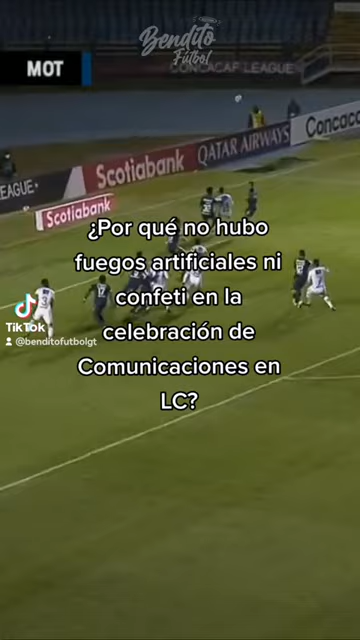 Bendito
Fútbol
MOT
CONCACAF LEAGUE
QATAR AIRWAYS
Concacaf
Scotiabank
LEAGUE
Scotiabank
¿Por qué no hubo
fuegos artificiales ni
confeti en la
celebración de
Comunicaciones en
LC?
TikTok
@benditofutbolgt